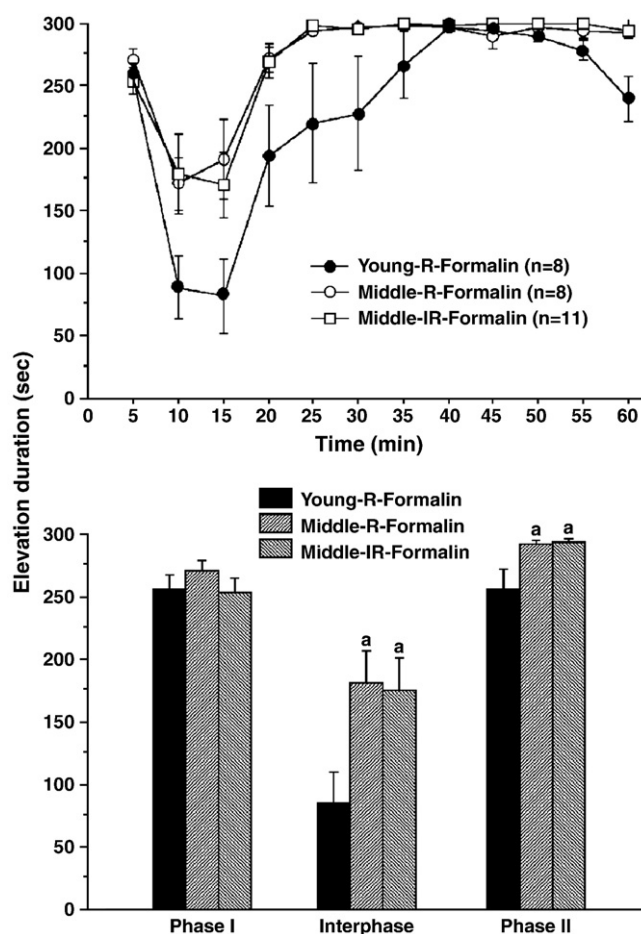 300
250
200
150
100
50
0
Young-R-Formalin (n=8)
Middle-R-Formalin (n=8)
Middle-IR-Formalin (n=11)
0 5 10 15 20 25 30 35 40 45 50 55 60
Time (min)
Elevation duration (sec)
Young-R-Formalin
Middle-R-Formalin
Middle-IR-Formalin
300
250
200
150
100
50
0
a a
a a
Phase I Interphase Phase II